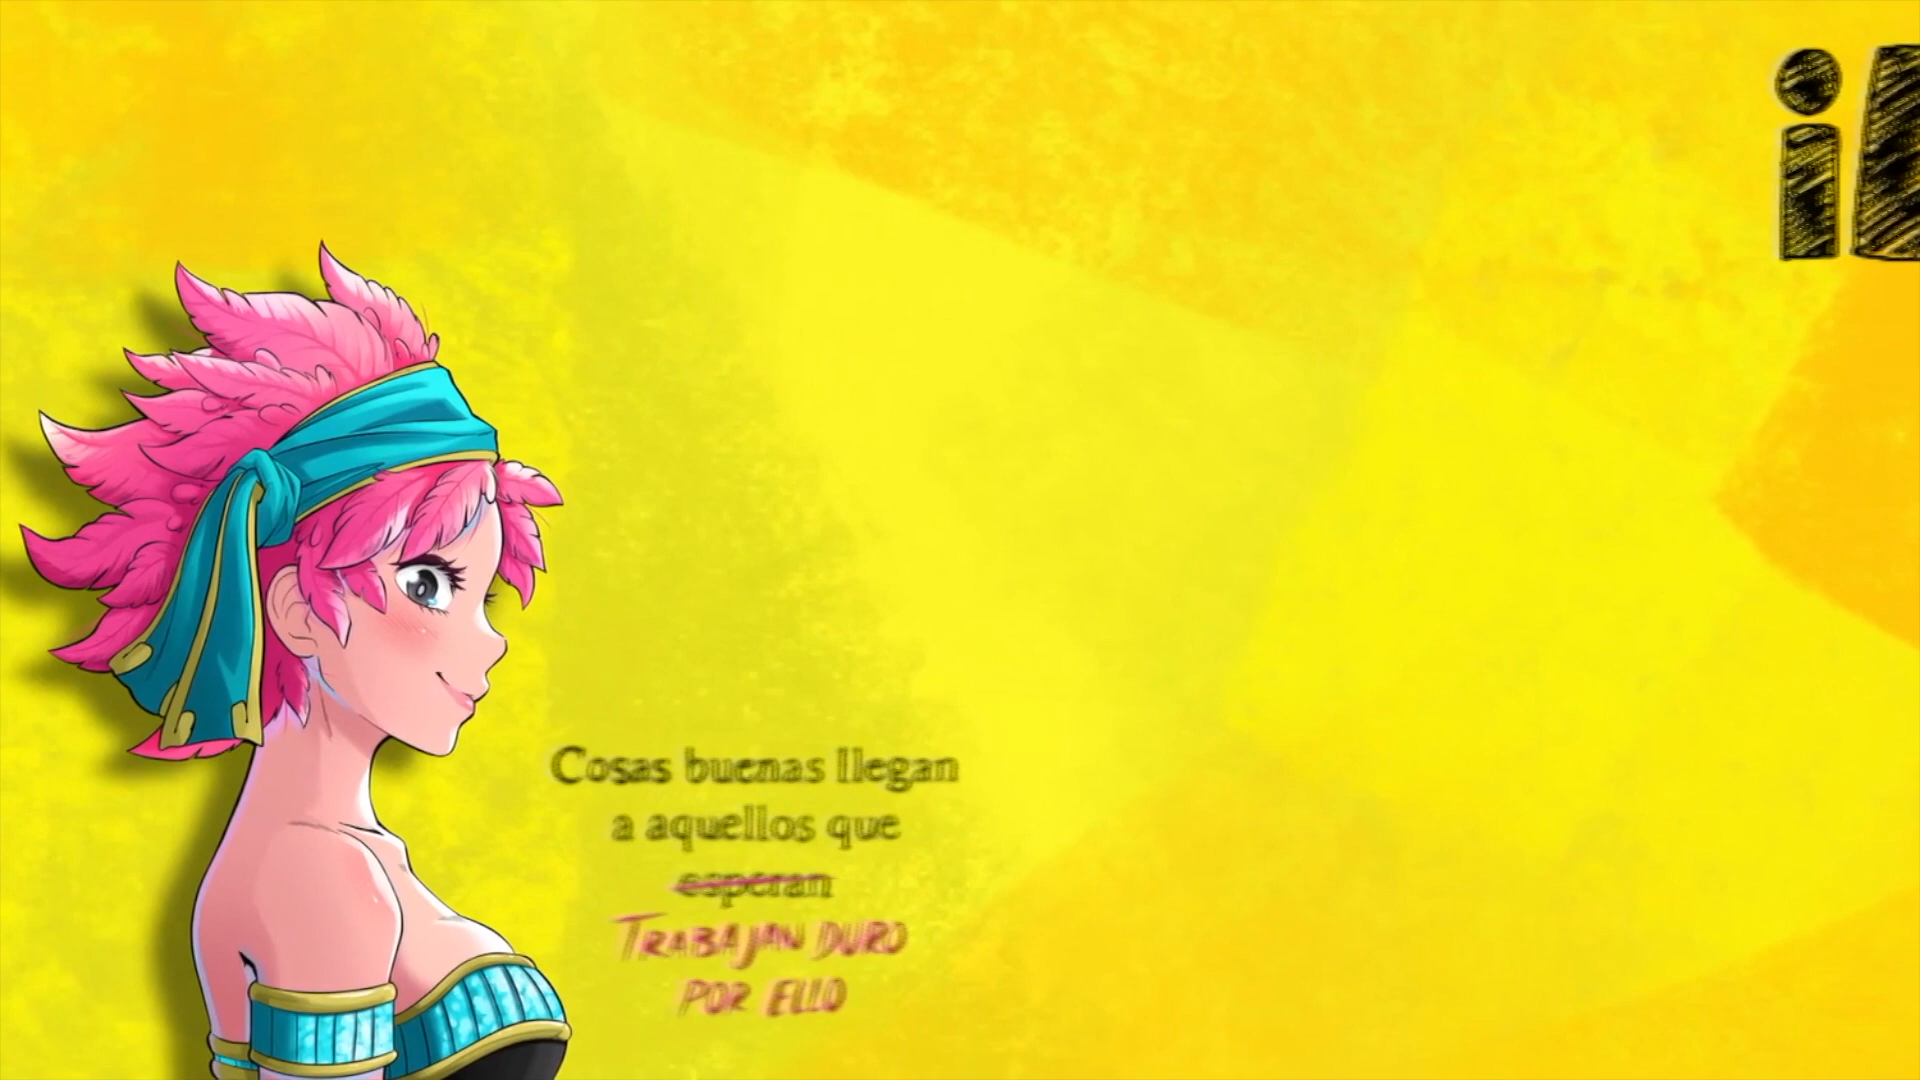 Cosas buenas llegan
a aquellos que
esperan
TRABAJAN DURO
POR ELLO